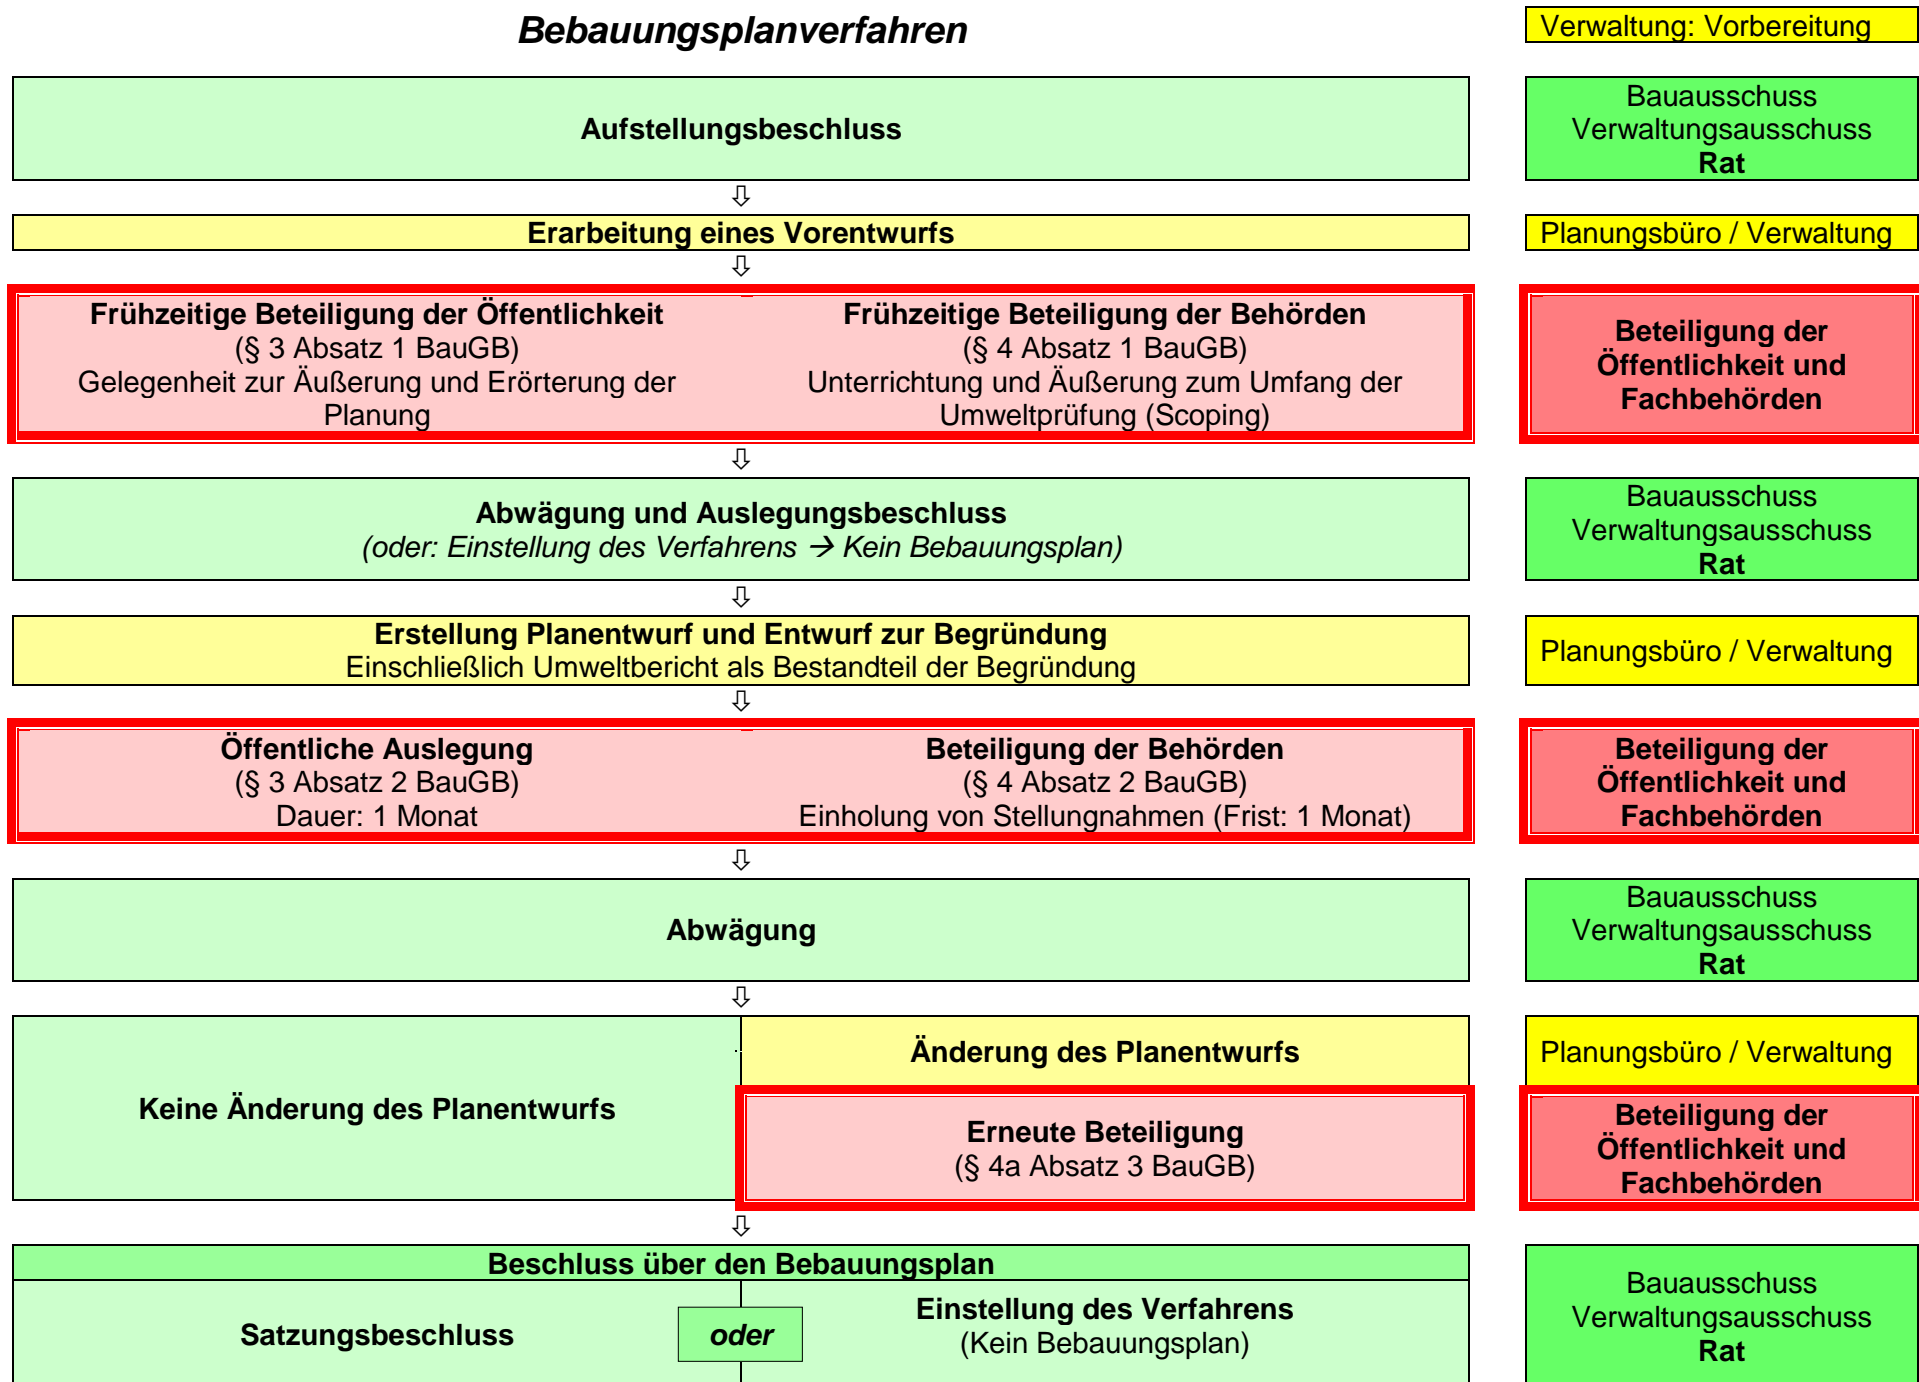 Bebauungsplanverfahren
Verwaltung: Vorbereitung
Aufstellungsbeschluss
Bauausschuss
Verwaltungsausschuss
Rat
⇩
Erarbeitung eines Vorentwurfs
Planungsbüro / Verwaltung
⇩
Frühzeitige Beteiligung der Öffentlichkeit
(§ 3 Absatz 1 BauGB)
Gelegenheit zur Äußerung und Erörterung der
Planung
Frühzeitige Beteiligung der Behörden
(§ 4 Absatz 1 BauGB)
Unterrichtung und Äußerung zum Umfang der
Umweltprüfung (Scoping)
Beteiligung der
Öffentlichkeit und
Fachbehörden
⇩
Abwägung und Auslegungsbeschluss
(oder: Einstellung des Verfahrens → Kein Bebauungsplan)
Bauausschuss
Verwaltungsausschuss
Rat
⇩
Erstellung Planentwurf und Entwurf zur Begründung
Einschließlich Umweltbericht als Bestandteil der Begründung
Planungsbüro / Verwaltung
⇩
Öffentliche Auslegung
(§ 3 Absatz 2 BauGB)
Dauer: 1 Monat
Beteiligung der Behörden
(§ 4 Absatz 2 BauGB)
Einholung von Stellungnahmen (Frist: 1 Monat)
Beteiligung der
Öffentlichkeit und
Fachbehörden
⇩
Abwägung
Bauausschuss
Verwaltungsausschuss
Rat
⇩
Keine Änderung des Planentwurfs
Änderung des Planentwurfs
Planungsbüro / Verwaltung
Erneute Beteiligung
(§ 4a Absatz 3 BauGB)
Beteiligung der
Öffentlichkeit und
Fachbehörden
⇩
Beschluss über den Bebauungsplan
Satzungsbeschluss
oder
Einstellung des Verfahrens
(Kein Bebauungsplan)
Bauausschuss
Verwaltungsausschuss
Rat